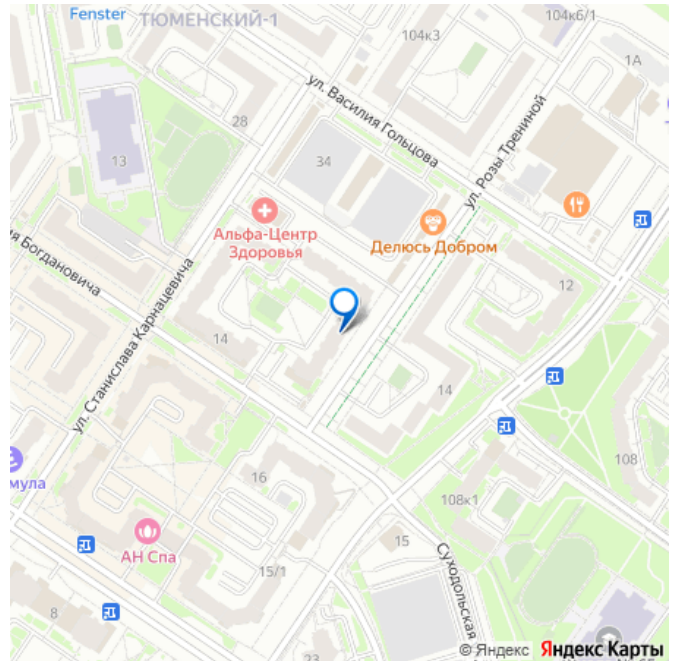 Fenster
ТЮМЕНСКИЙ-1
104к3
104к6/1
1А
ул. Василия Гольцова
28
34
13
ул. Розы Трениной
Альфа-Центр
Здоровья
Делюсь Добром
я Богдановича
ул. Станислава Карнацевича
12
14
14
мула
16
108
108к1
АН Спа
15
15/1
Суходольская
8
23
© Яндекс Яндекс Карты